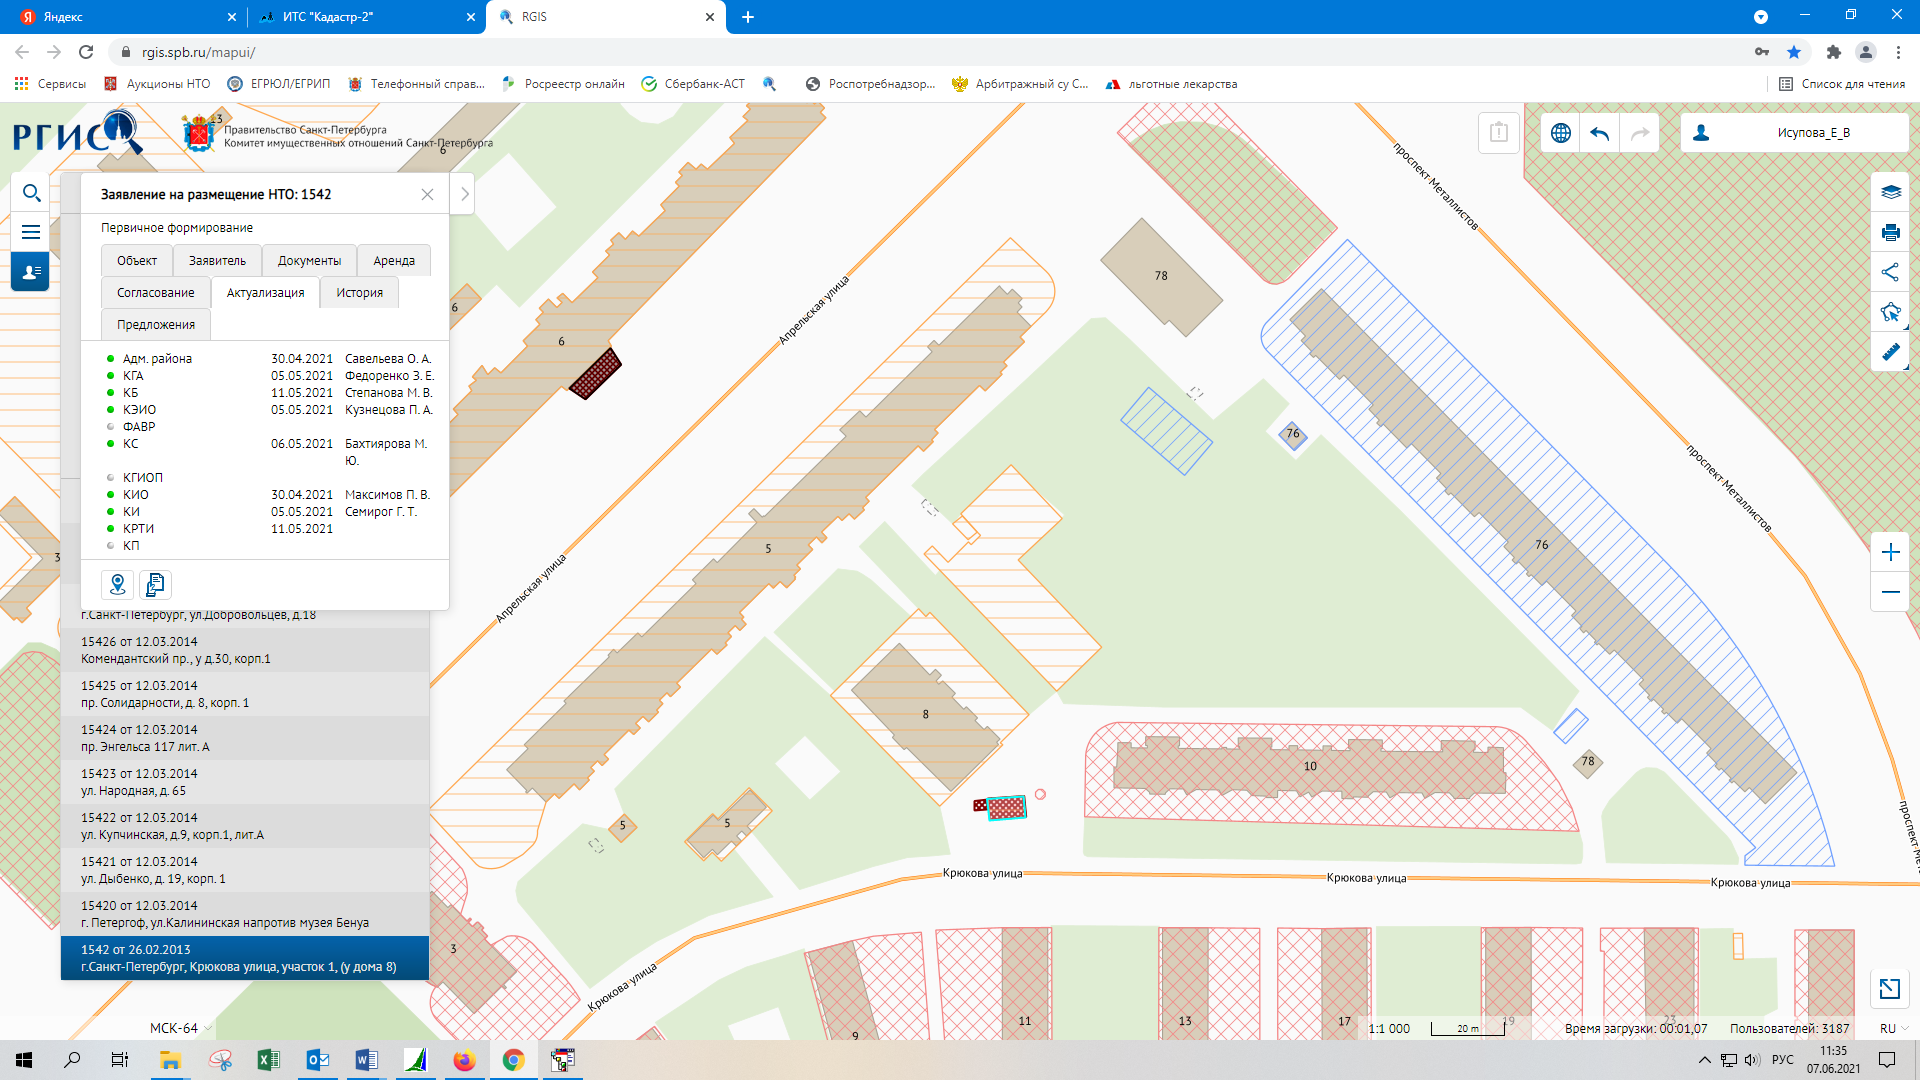 Яндекс
ИТС "Кадастр-2"
RGIS
rgis.spb.ru/mapui/
Сервисы
Аукционы НТО
ЕГРЮЛ/ЕГРИП
Телефонный справ...
Росреестр онлайн
Сбербанк-АСТ
Роспотребнадзор...
Арбитражный су С...
льготные лекарства
Список для чтения
РГИС
Правительство Санкт-Петербурга
Комитет имущественных отношений Санкт-Петербурга
Исупова_Е_В
Заявление на размещение НТО: 1542
Первичное формирование
Объект
Заявитель
Документы
Аренда
Согласование
Актуализация
История
Предложения
Адм. района 30.04.2021 Савельева О. А.
КГА 05.05.2021 Федоренко З. Е.
КБ 11.05.2021 Степанова М. В.
КЭИО 05.05.2021 Кузнецова П. А.
ФАВР
КС 06.05.2021 Бахтиярова М.
Ю.
КГИОП
КИО 30.04.2021 Максимов П. В.
КИ 05.05.2021 Семирог Г. Т.
КРТИ 11.05.2021
КП
г.Санкт-Петербург, ул.Добровольцев, д.18
15426 от 12.03.2014
Комендантский пр., у д.30, корп.1
15425 от 12.03.2014
пр. Солидарности, д. 8, корп. 1
15424 от 12.03.2014
пр. Энгельса 117 лит. А
15423 от 12.03.2014
ул. Народная, д. 65
15422 от 12.03.2014
ул. Купчинская, д.9, корп.1, лит.А
15421 от 12.03.2014
ул. Дыбенко, д. 19, корп. 1
15420 от 12.03.2014
г. Петергоф, ул.Калининская напротив музея Бенуа
1542 от 26.02.2013
г.Санкт-Петербург, Крюкова улица, участок 1, (у дома 8)
13
6
6
6
3
Апрельская улица
Апрельская улица
проспект Металлистов
проспект Металлистов
78
76
76
5
8
10
78
5
5
3
Крюкова улица
Крюкова улица
Крюкова улица
Крюкова улица
9
11
13
17
19
23
МСК-64
1:1 000
20 m
Время загрузки: 00:01,07
Пользователей: 3187
RU
РУС
11:35
07.06.2021